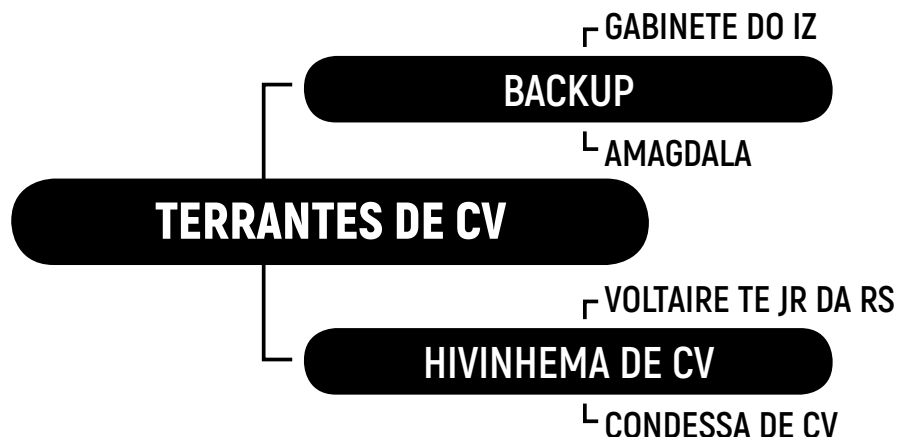 GABINETE DO IZ
BACKUP
AMAGDALA
TERRANTES DE CV
VOLTAIRE TE JR DA RS
HIVINHEMA DE CV
CONDESSA DE CV